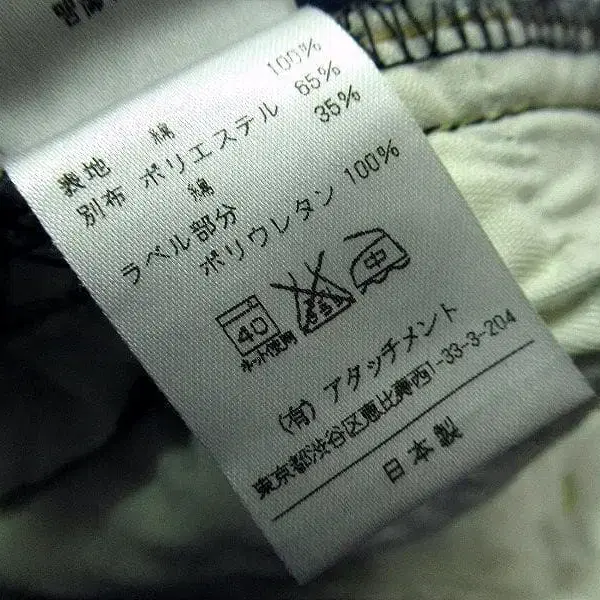 表地 綿 100%
別布 ポリエステル 65%
綿 35%
ラベル部分
ポリウレタン 100%
40 中
ネット使用
(有) アタッチメント
東京都渋谷区恵比寿西1-33-3-204
日本製